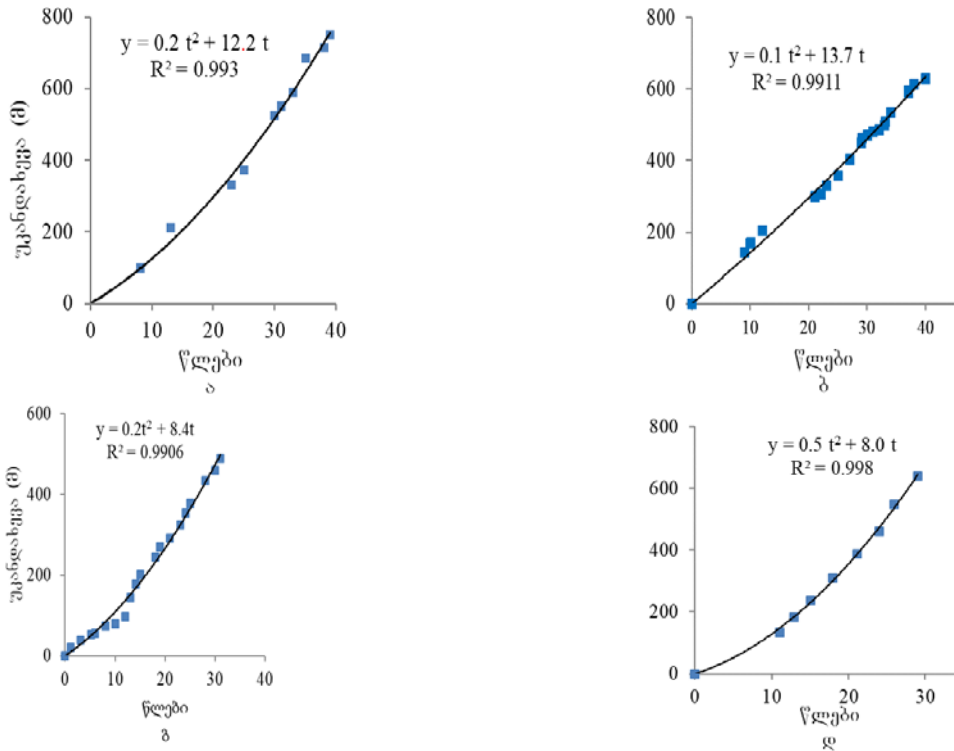 800
600
400
200
0
y = 0.2 t² + 12.2 t
R² = 0.993
უკანდახევა (მ)
0 10 20 30 40
წლები
ა
800
600
400
200
0
y = 0.1 t² + 13.7 t
R² = 0.9911
0 10 20 30 40
წლები
ბ
600
400
200
0
y = 0.2t² + 8.4t
R² = 0.9906
უკანდახევა (მ)
0 10 20 30 40
წლები
გ
800
600
400
200
0
y = 0.5 t² + 8.0 t
R² = 0.998
0 10 20 30
წლები
დ